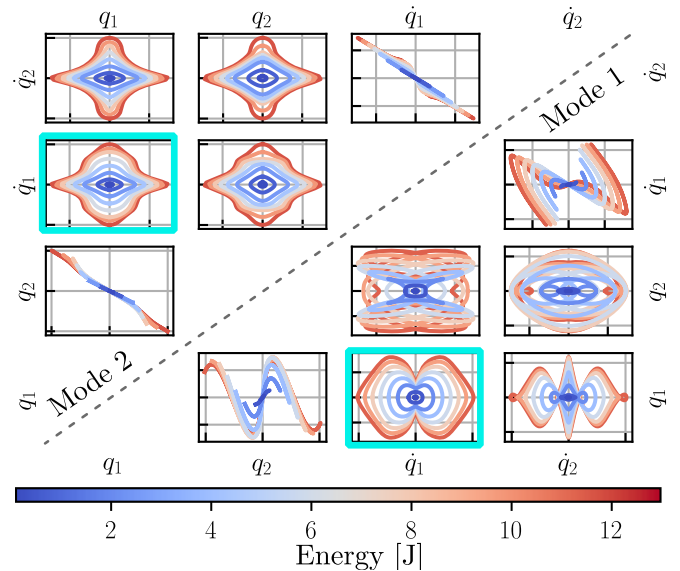 q₁ q₂ q̇₁ q̇₂
q̇₂ q̇₂
Mode 1
q̇₁ q̇₁
q₂ q₂
Mode 2
q₁ q₁
q₁ q₂ q̇₁ q̇₂
2 4 6 8 10 12
Energy [J]